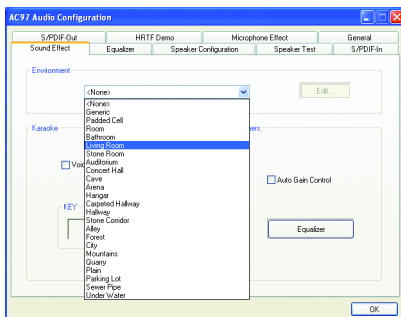 AC97 Audio Configuration
S/PDIF-Out HRTF Demo Microphone Effect General
Sound Effect Equalizer Speaker Configuration Speaker Test S/PDIF-In
Environment
<None> Edit...
<None>
Generic
Padded Cell
Room
Bathroom
Living Room
Stone Room
Auditorium
Concert Hall
Cave
Arena
Hangar
Carpeted Hallway
Hallway
Stone Corridor
Alley
Forest
City
Mountains
Quarry
Plain
Parking Lot
Sewer Pipe
Under Water
Karaoke
Auto Gain Control
KEY
Equalizer
OK